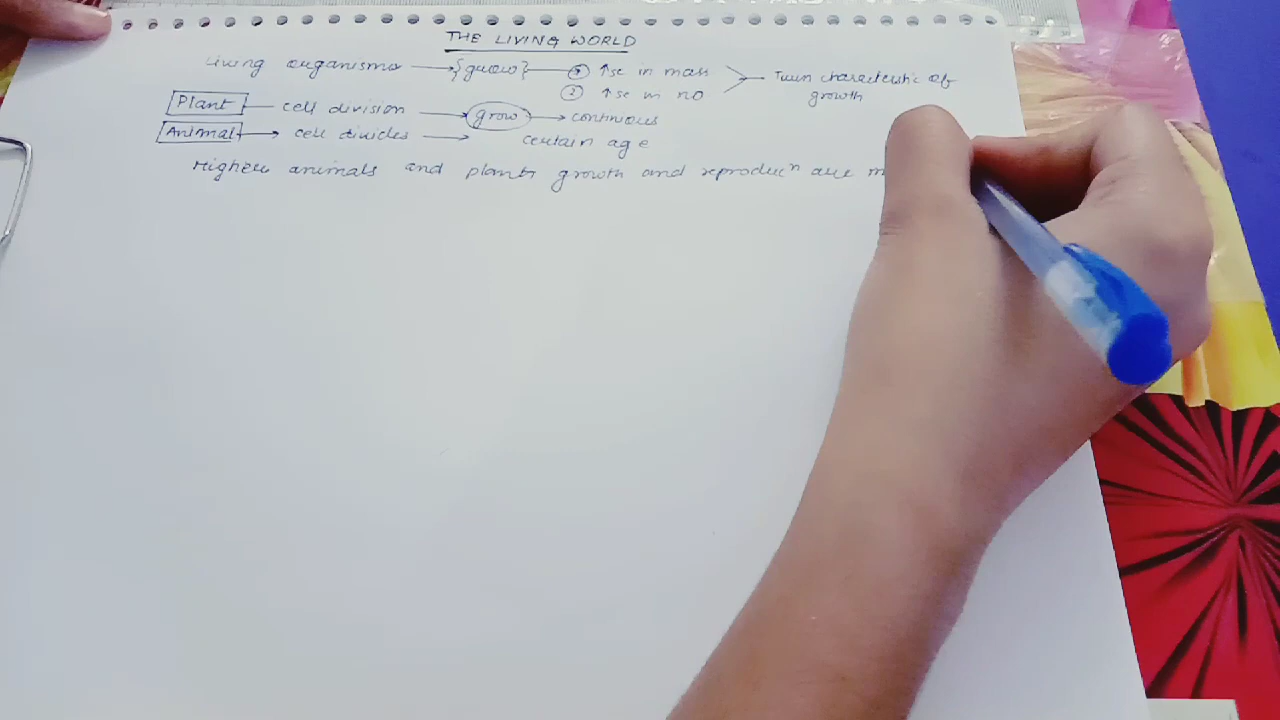 THE LIVING WORLD
Living organisms → {grow} → ① ↑se in mass
② ↑se in no
Twin characteristic of growth
Plant — cell division → grow → continuous
Animal → cell divides → certain age
Higher animals and plants growth and reproducⁿ are m